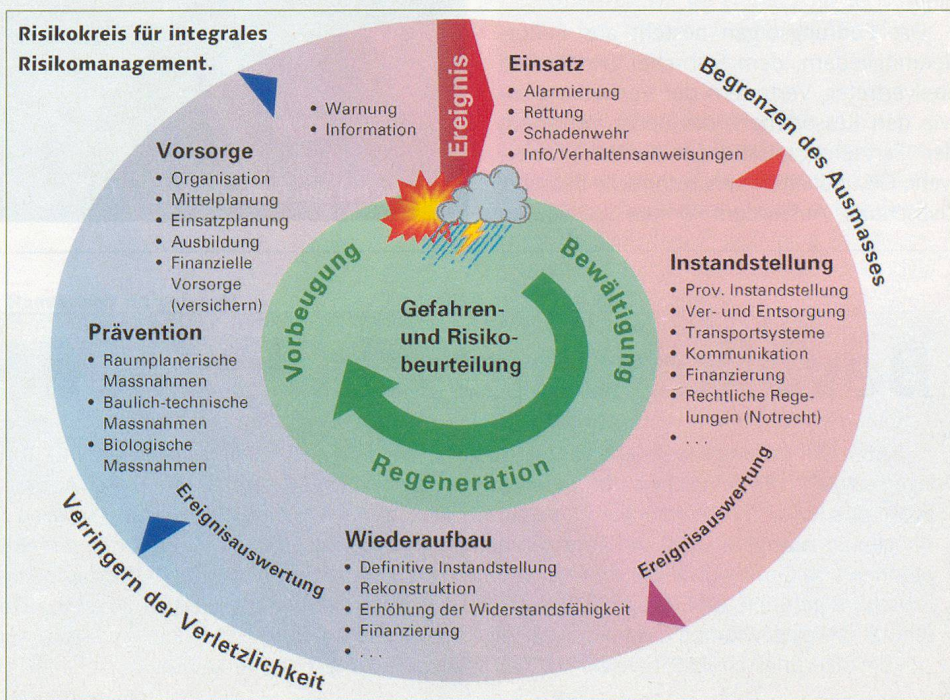 Risikokreis für integrales
Risikomanagement.
Ereignis
• Warnung
• Information
Einsatz
• Alarmierung
• Rettung
• Schadenwehr
• Info/Verhaltensanweisungen
Begrenzen des Ausmasses
Vorsorge
• Organisation
• Mittelplanung
• Einsatzplanung
• Ausbildung
• Finanzielle
Vorsorge
(versichern)
Vorbeugung
Bewältigung
Gefahren-
und Risiko-
beurteilung
Regeneration
Instandstellung
• Prov. Instandstellung
• Ver- und Entsorgung
• Transportsysteme
• Kommunikation
• Finanzierung
• Rechtliche Rege-
lungen (Notrecht)
• . . .
Prävention
• Raumplanerische
Massnahmen
• Baulich-technische
Massnahmen
• Biologische
Massnahmen
Ereignisauswertung
Ereignisauswertung
Wiederaufbau
• Definitive Instandstellung
• Rekonstruktion
• Erhöhung der Widerstandsfähigkeit
• Finanzierung
• . . .
Verringern der Verletzlichkeit